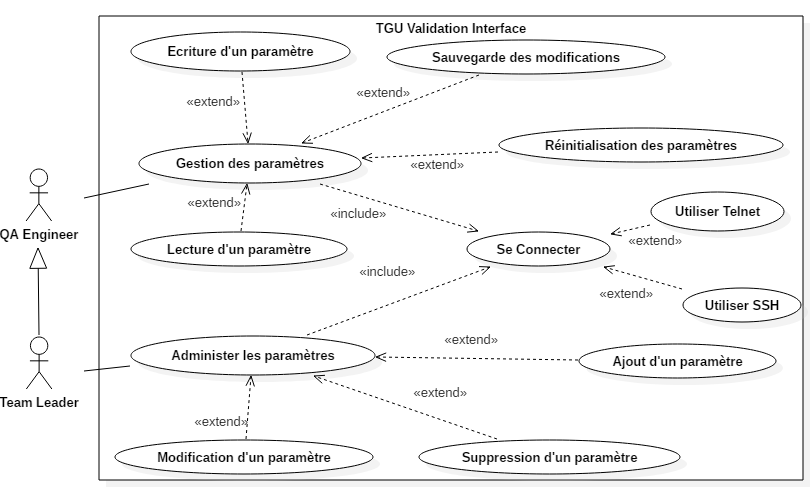 TGU Validation Interface
Ecriture d'un paramètre
Sauvegarde des modifications
«extend»
«extend»
Gestion des paramètres
Réinitialisation des paramètres
«extend»
«extend»
«include»
Utiliser Telnet
QA Engineer
Lecture d'un paramètre
Se Connecter
«extend»
«include»
«extend»
Utiliser SSH
«extend»
Administer les paramètres
Ajout d'un paramètre
Team Leader
«extend»
«extend»
Modification d'un paramètre
Suppression d'un paramètre